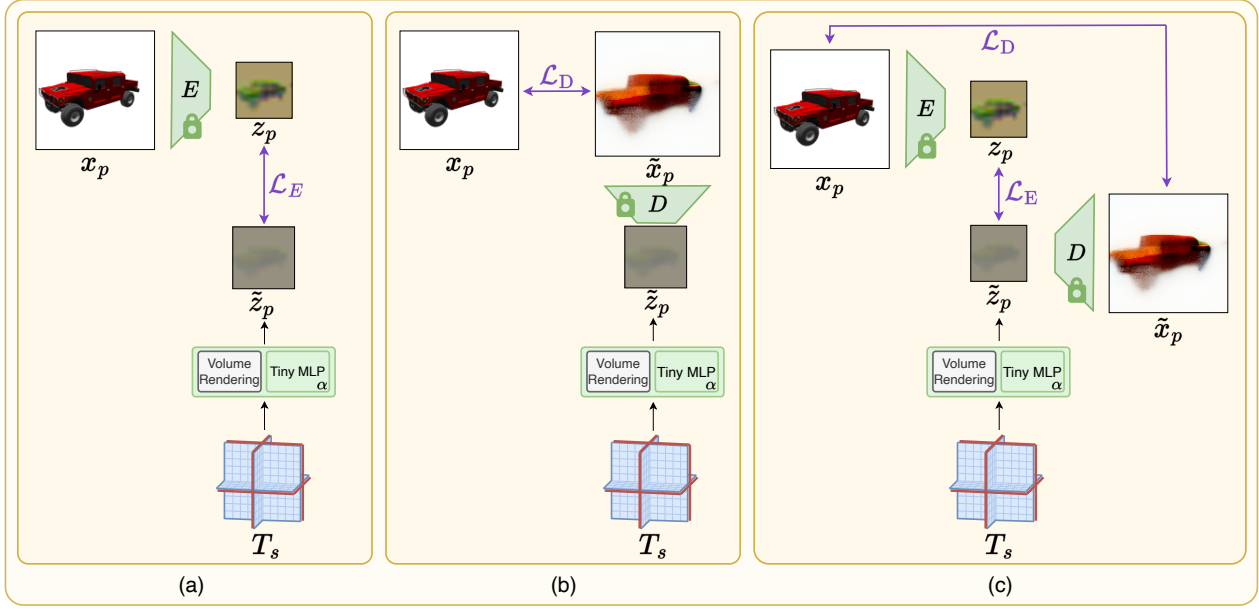 E
x_p
z_p
ℒ_E
z̃_p
Volume
Rendering
Tiny MLP
α
T_s
(a)
ℒ_D
x_p
x̃_p
D
z̃_p
Volume
Rendering
Tiny MLP
α
T_s
(b)
ℒ_D
E
x_p
z_p
ℒ_E
D
z̃_p
x̃_p
Volume
Rendering
Tiny MLP
α
T_s
(c)